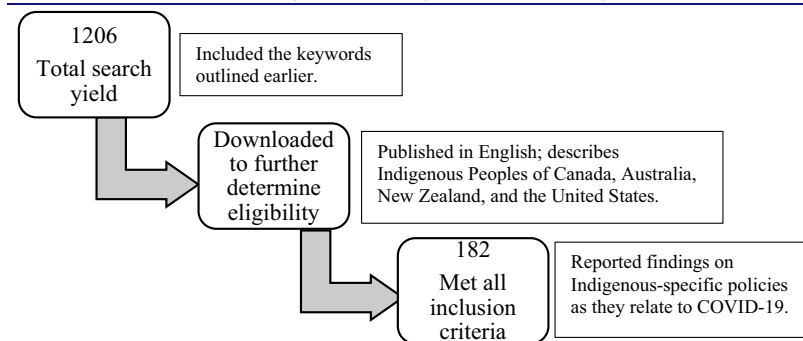 1206
Total search
yield
Included the keywords
outlined earlier.
Downloaded
to further
determine
eligibility
Published in English; describes
Indigenous Peoples of Canada, Australia,
New Zealand, and the United States.
182
Met all
inclusion
criteria
Reported findings on
Indigenous-specific policies
as they relate to COVID-19.